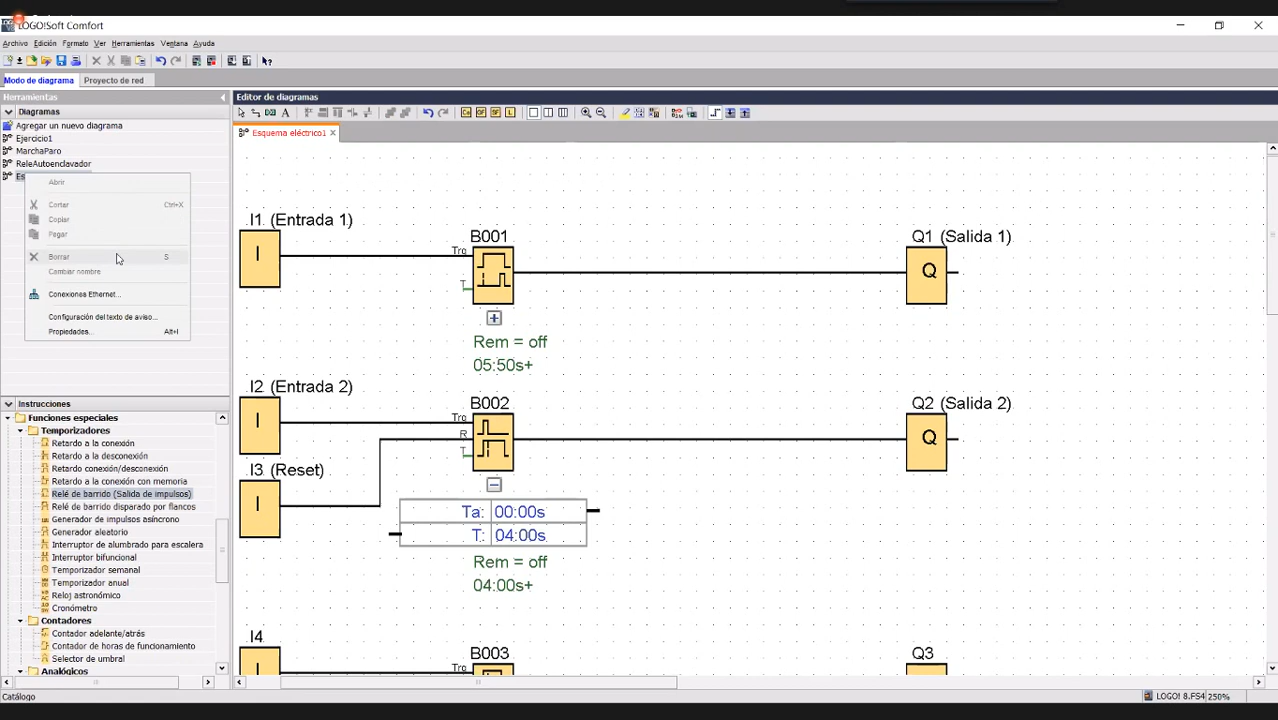 LOGO!Soft Comfort
Archivo Edición Formato Ver Herramientas Ventana Ayuda
Modo de diagrama Proyecto de red
Herramientas
Diagramas
Agregar un nuevo diagrama
Ejercicio1
MarchaParo
ReleAutoenclavador
Es
Abrir
Cortar Ctrl+X
Copiar
Pegar
Borrar S
Cambiar nombre
Conexiones Ethernet...
Configuración del texto de aviso...
Propiedades... Alt+I
Instrucciones
Funciones especiales
Temporizadores
Retardo a la conexión
Retardo a la desconexión
Retardo conexión/desconexión
Retardo a la conexión con memoria
Relé de barrido (Salida de impulsos)
Relé de barrido disparado por flancos
Generador de impulsos asíncrono
Generador aleatorio
Interruptor de alumbrado para escalera
Interruptor bifuncional
Temporizador semanal
Temporizador anual
Reloj astronómico
Cronómetro
Contadores
Contador adelante/atrás
Contador de horas de funcionamiento
Selector de umbral
Analógicos
Catálogo
Editor de diagramas
Co GF SF L
Esquema eléctrico1
I1 (Entrada 1)
I
B001
Trg
T
Rem = off
05:50s+
Q1 (Salida 1)
Q
I2 (Entrada 2)
I
B002
Trg
R
T
Q2 (Salida 2)
Q
I3 (Reset)
I
Ta: 00:00s
T: 04:00s
Rem = off
04:00s+
I4
I
B003
Trg
Q3
LOGO! 8.FS4 250%